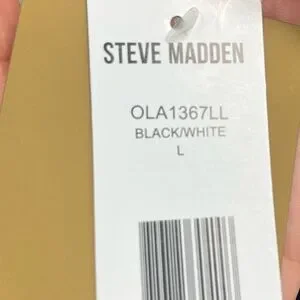 STEVE MADDEN
OLA1367LL
BLACK/WHITE
L